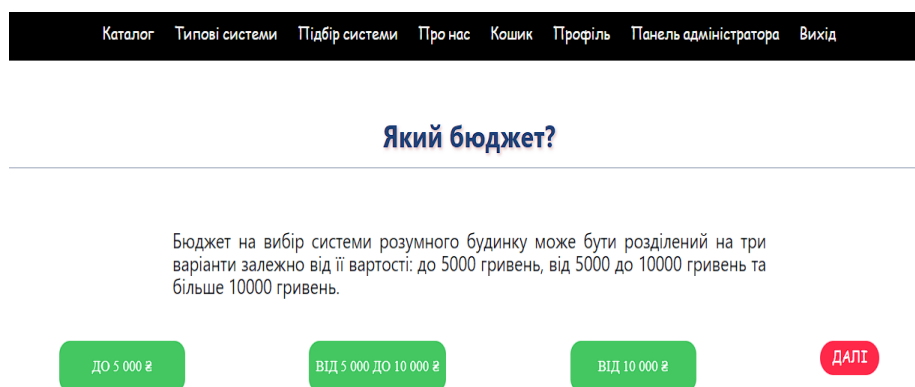 Каталог Типові системи Підбір системи Про нас Кошик Профіль Панель адміністратора Вихід
Який бюджет?
Бюджет на вибір системи розумного будинку може бути розділений на три
варіанти залежно від її вартості: до 5000 гривень, від 5000 до 10000 гривень та
більше 10000 гривень.
ДО 5 000 ₴ ВІД 5 000 ДО 10 000 ₴ ВІД 10 000 ₴ ДАЛІ